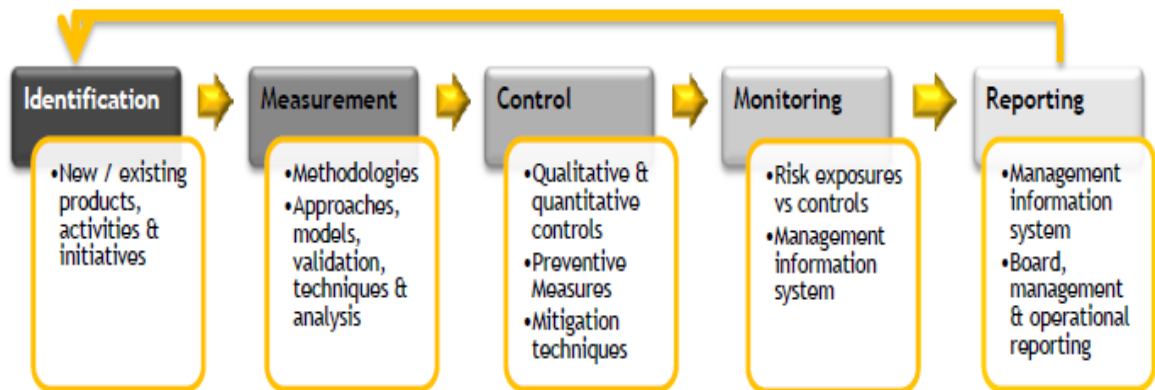 Identification
•New / existing
products,
activities &
initiatives
Measurement
•Methodologies
•Approaches,
models,
validation,
techniques &
analysis
Control
•Qualitative &
quantitative
controls
•Preventive
Measures
•Mitigation
techniques
Monitoring
•Risk exposures
vs controls
•Management
information
system
Reporting
•Management
information
system
•Board,
management
& operational
reporting